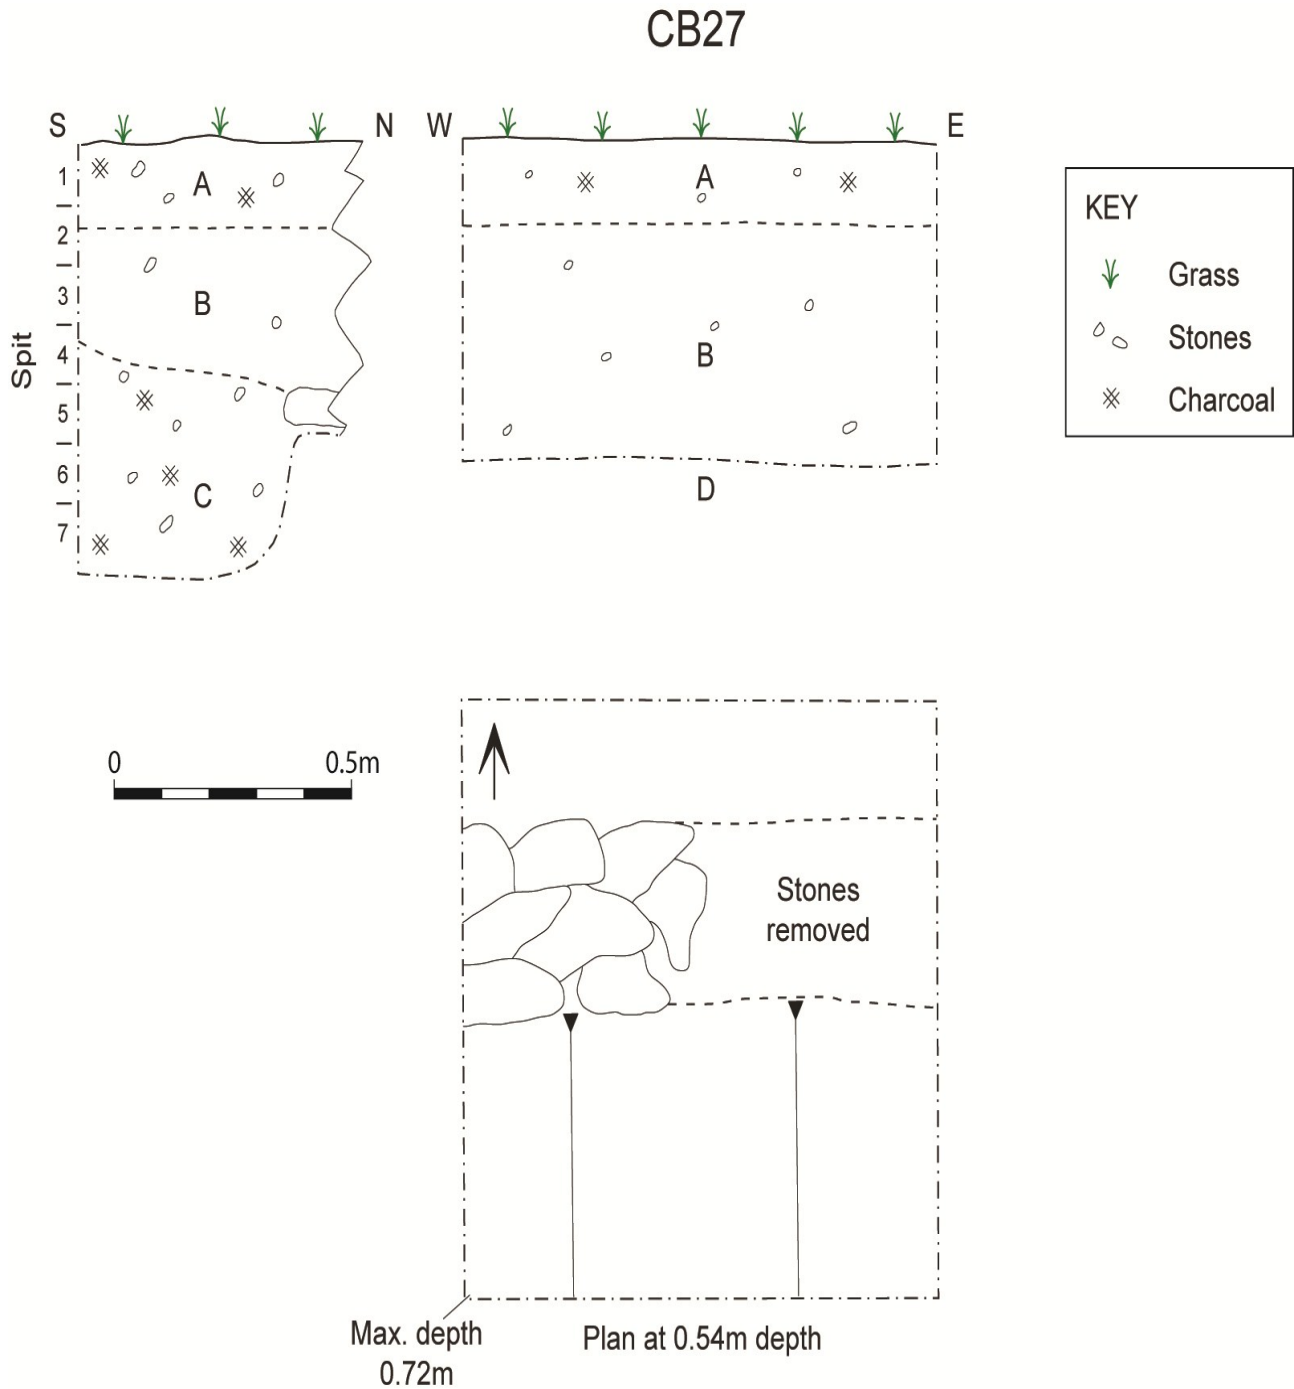 CB27
S
N
W
E
Spit
1
2
3
4
5
6
7
A
B
C
A
B
D
KEY
Grass
Stones
Charcoal
0
0.5m
Stones
removed
Max. depth
0.72m
Plan at 0.54m depth